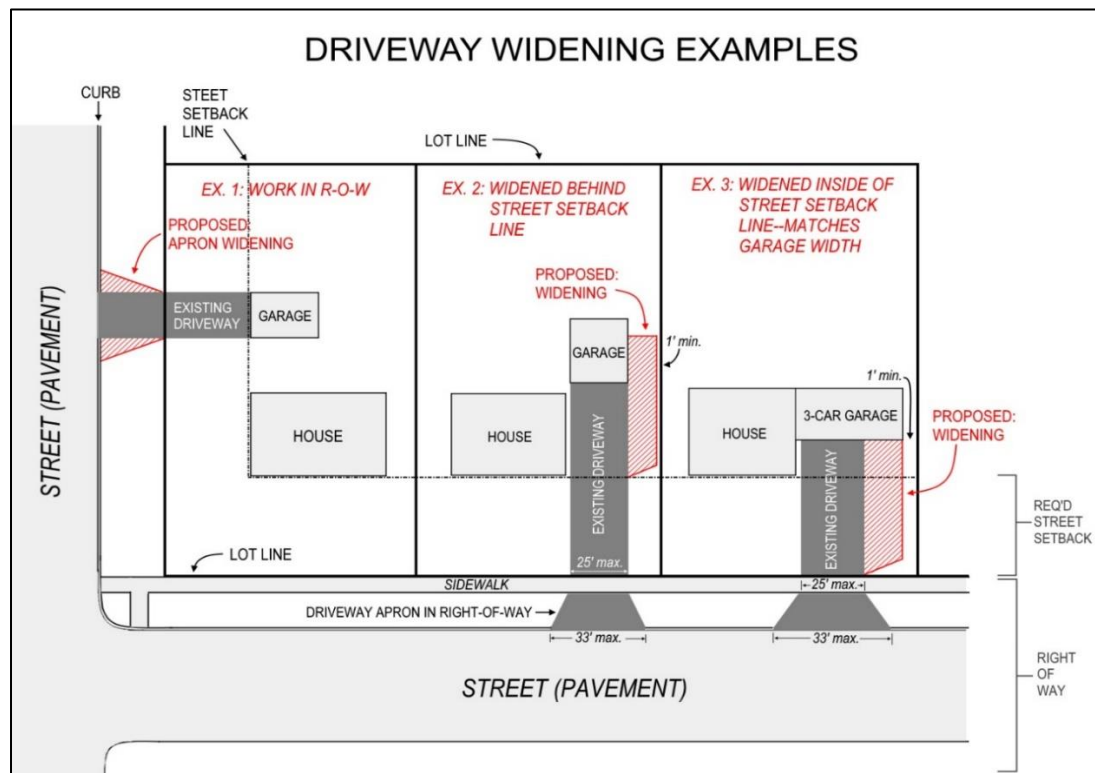 DRIVEWAY WIDENING EXAMPLES
CURB
STEET
SETBACK
LINE
LOT LINE
EX. 1: WORK IN R-O-W
PROPOSED:
APRON WIDENING
EXISTING
DRIVEWAY
GARAGE
HOUSE
EX. 2: WIDENED BEHIND
STREET SETBACK
LINE
PROPOSED:
WIDENING
1' min.
GARAGE
HOUSE
EXISTING DRIVEWAY
25' max.
EX. 3: WIDENED INSIDE OF
STREET SETBACK
LINE--MATCHES
GARAGE WIDTH
1' min.
HOUSE
3-CAR GARAGE
PROPOSED:
WIDENING
EXISTING DRIVEWAY
25' max.
REQ'D
STREET
SETBACK
LOT LINE
SIDEWALK
DRIVEWAY APRON IN RIGHT-OF-WAY
33' max.
33' max.
STREET (PAVEMENT)
STREET (PAVEMENT)
RIGHT
OF
WAY